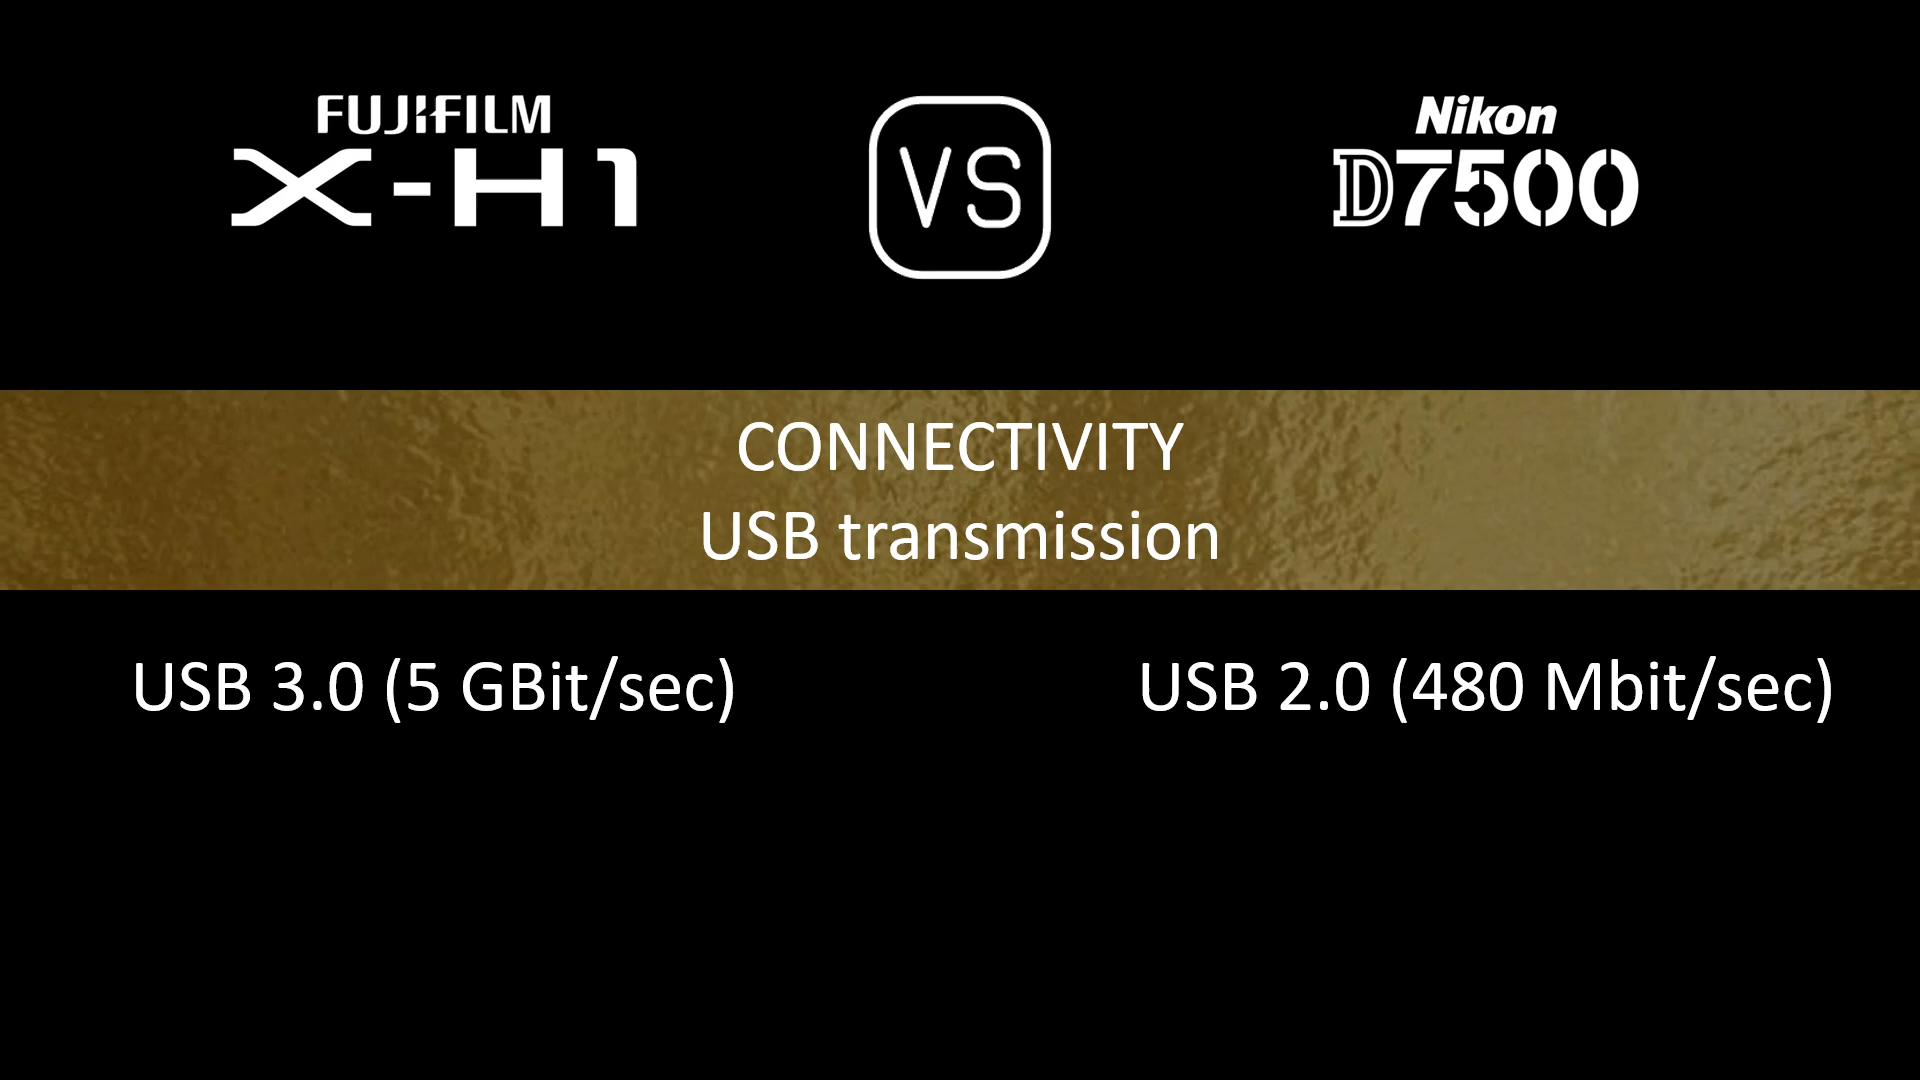 FUJIFILM
X-H1
VS
Nikon
D7500
CONNECTIVITY
USB transmission
USB 3.0 (5 GBit/sec)
USB 2.0 (480 Mbit/sec)